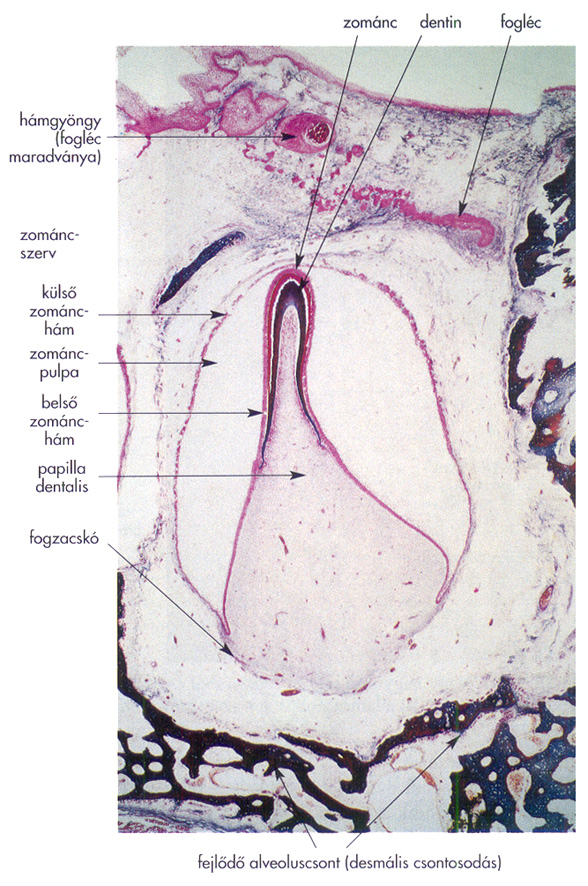 zománc dentin fogléc
hámgyöngy
(fogléc
maradványa)
zománc-
szerv
külső
zománc-
hám
zománc-
pulpa
belső
zománc-
hám
papilla
dentalis
fogzacskó
fejlődő alveoluscsont (desmális csontosodás)